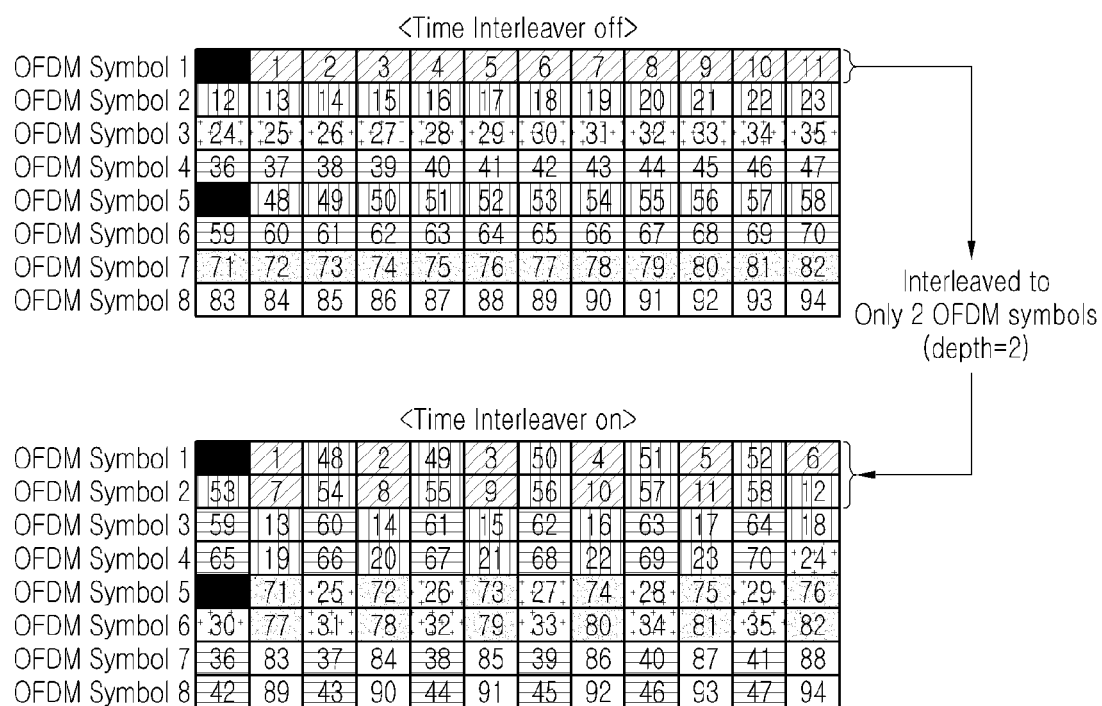 <Time Interleaver off>
OFDM Symbol 1 1 2 3 4 5 6 7 8 9 10 11
OFDM Symbol 2 12 13 14 15 16 17 18 19 20 21 22 23
OFDM Symbol 3 24 25 26 27 28 29 30 31 32 33 34 35
OFDM Symbol 4 36 37 38 39 40 41 42 43 44 45 46 47
OFDM Symbol 5 48 49 50 51 52 53 54 55 56 57 58
OFDM Symbol 6 59 60 61 62 63 64 65 66 67 68 69 70
OFDM Symbol 7 71 72 73 74 75 76 77 78 79 80 81 82
OFDM Symbol 8 83 84 85 86 87 88 89 90 91 92 93 94
Interleaved to
Only 2 OFDM symbols
(depth=2)
<Time Interleaver on>
OFDM Symbol 1 1 48 2 49 3 50 4 51 5 52 6
OFDM Symbol 2 53 7 54 8 55 9 56 10 57 11 58 12
OFDM Symbol 3 59 13 60 14 61 15 62 16 63 17 64 18
OFDM Symbol 4 65 19 66 20 67 21 68 22 69 23 70 24
OFDM Symbol 5 71 25 72 26 73 27 74 28 75 29 76
OFDM Symbol 6 30 77 31 78 32 79 33 80 34 81 35 82
OFDM Symbol 7 36 83 37 84 38 85 39 86 40 87 41 88
OFDM Symbol 8 42 89 43 90 44 91 45 92 46 93 47 94